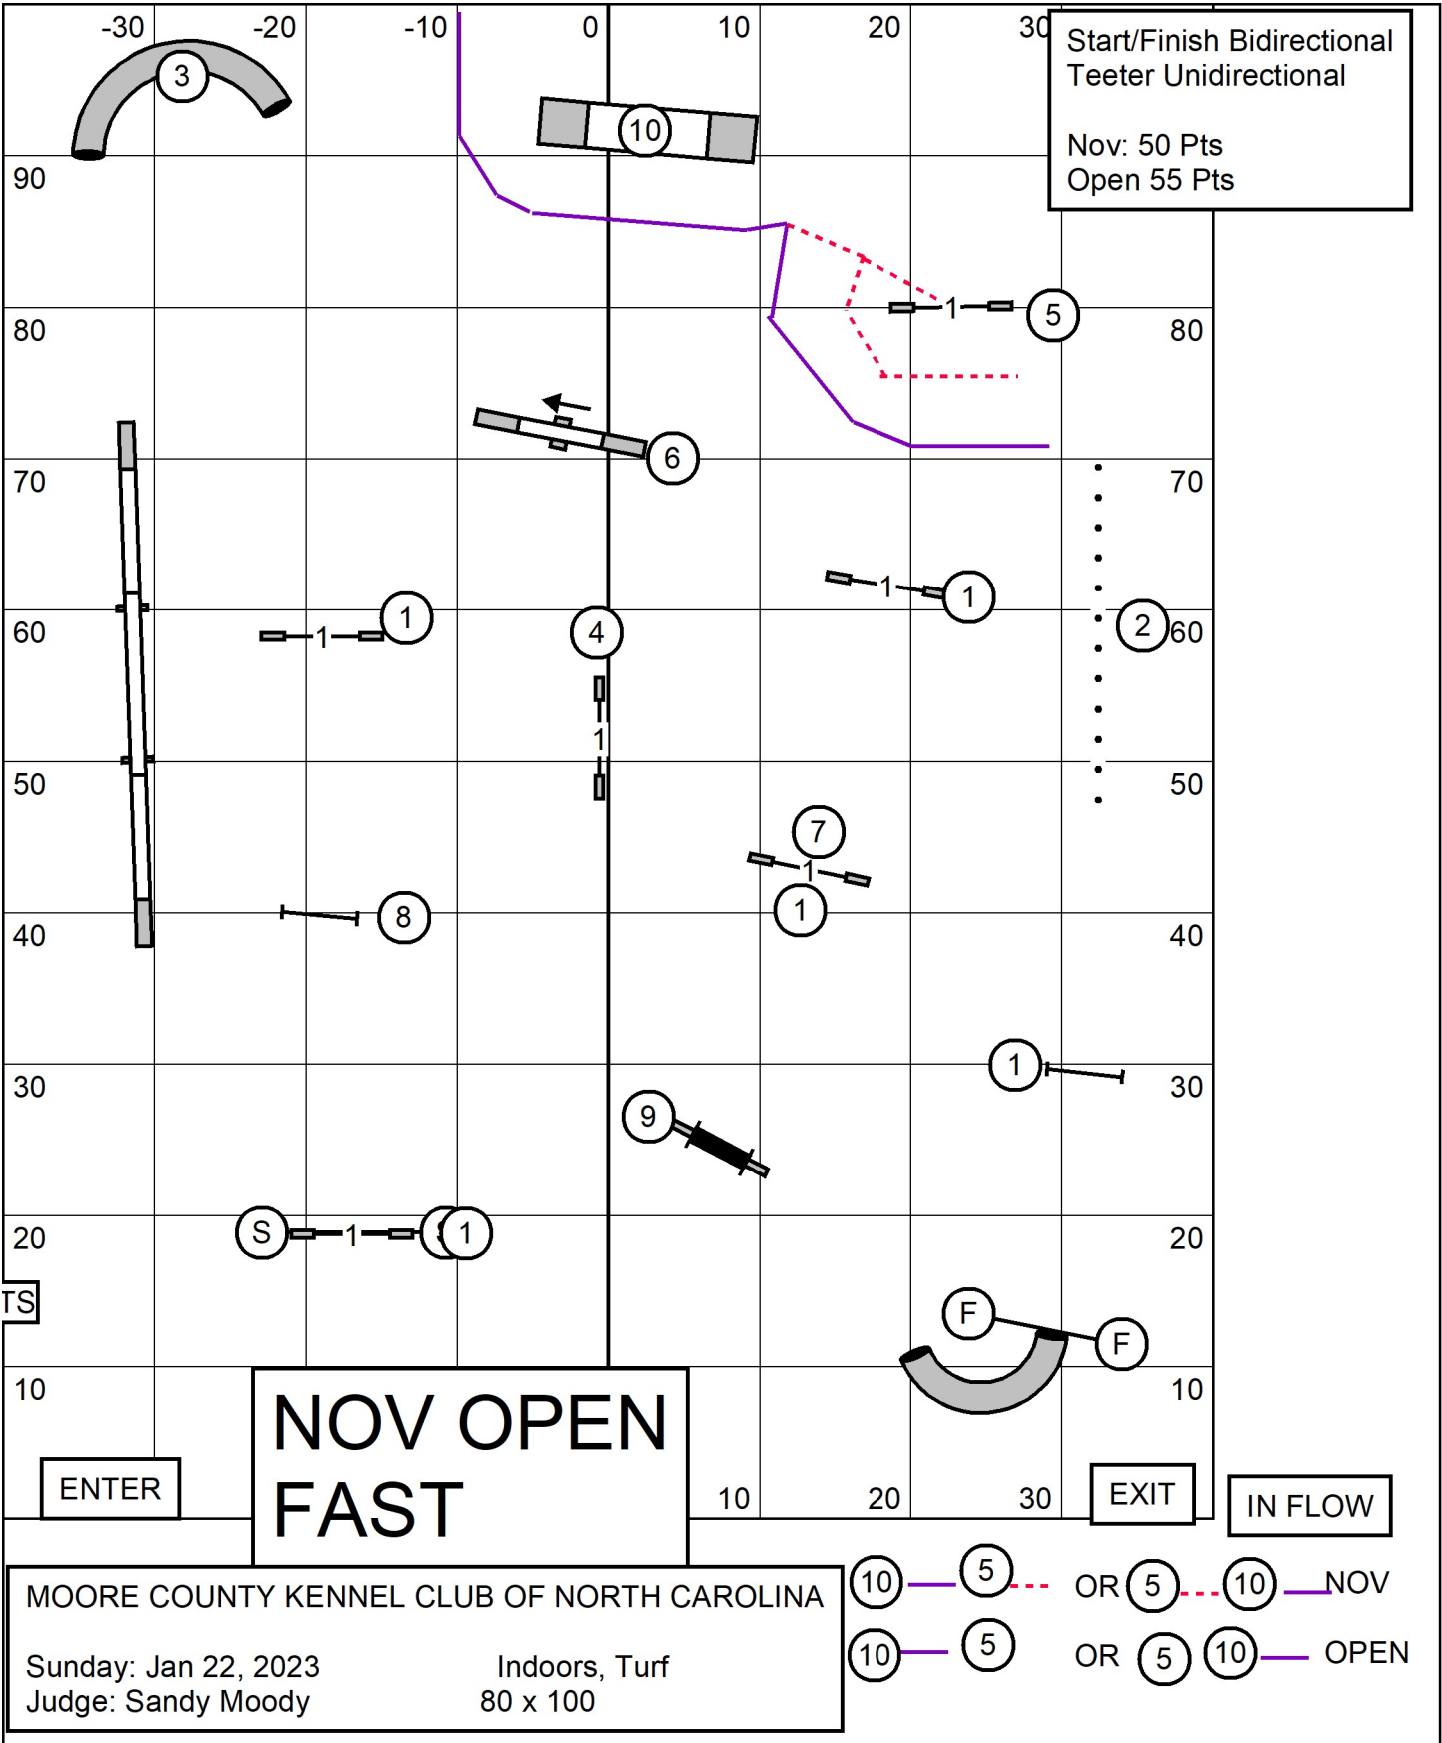 -30 -20 -10 0 10 20 30
Start/Finish Bidirectional
Teeter Unidirectional
Nov: 50 Pts
Open 55 Pts
3
10
90
1 5
80 80
6
70 70
1 1
1 1
4
2
60 60
1
50 50
7
1
1
8
40 40
1
30 30
9
S 1 1
20 20
TS
F F
10 10
NOV OPEN
FAST
ENTER
10 20 30
EXIT
IN FLOW
MOORE COUNTY KENNEL CLUB OF NORTH CAROLINA
Sunday: Jan 22, 2023 Indoors, Turf
Judge: Sandy Moody 80 x 100
10 5 OR 5 10 NOV
10 5 OR 5 10 OPEN